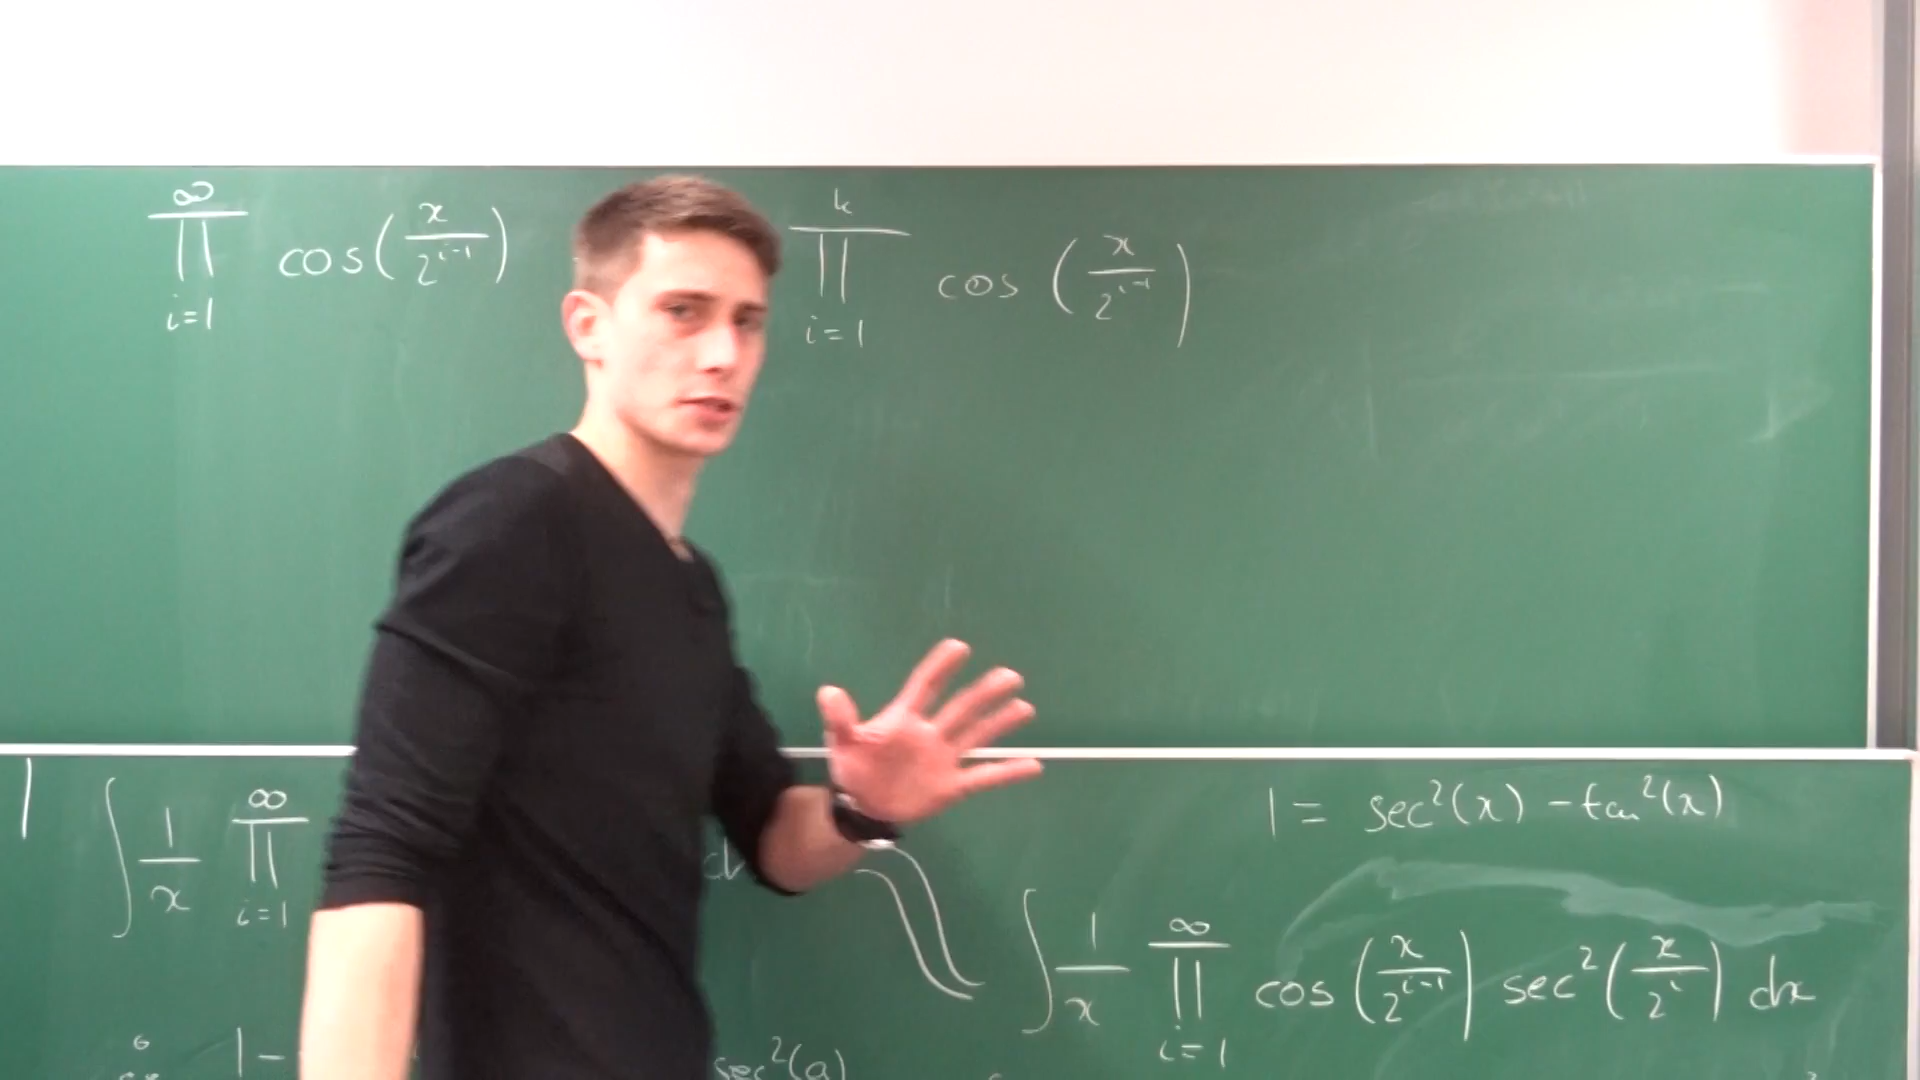 ∞
∏ cos(x/2^{i-1})
i=1
k
∏ cos(x/2^{i-1})
i=1
∫ 1/x ∞∏i=1
1 = sec²(x) - tan²(x)
∫ 1/x ∞∏i=1 cos(x/2^{i-1}) sec²(x/2^i) dx
1 -
sec²(a)